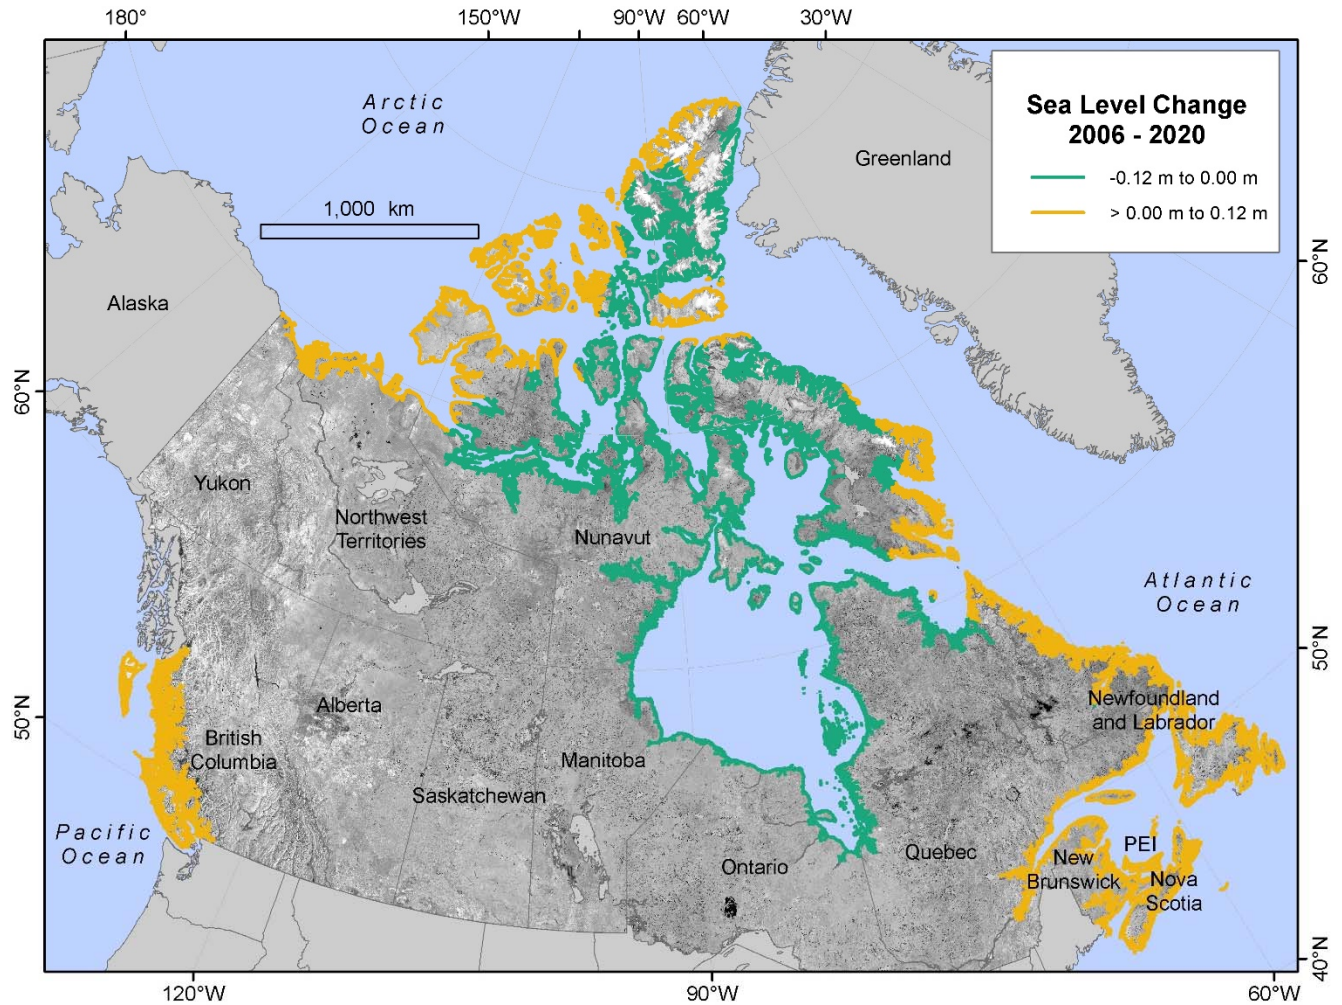 180°
150°W
90°W
60°W
30°W
Arctic
Ocean
Sea Level Change
2006 - 2020
-0.12 m to 0.00 m
> 0.00 m to 0.12 m
Greenland
1,000 km
60°N
Alaska
60°N
Yukon
Northwest
Territories
Nunavut
Atlantic
Ocean
50°N
50°N
Alberta
British
Columbia
Newfoundland
and Labrador
Manitoba
Saskatchewan
Pacific
Ocean
Ontario
Quebec
PEI
New
Brunswick
Nova
Scotia
40°N
120°W
90°W
60°W